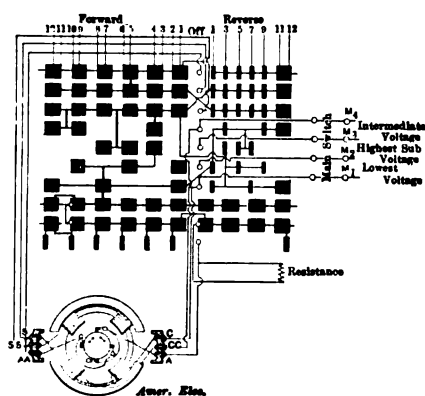 Forward Reverse
12 11 10 9 8 7 6 5 4 3 2 1 Off 1 3 5 7 9 11 12
Main Switch
M4
Intermediate
Voltage
M3
Highest Sub
Voltage
M2
Lowest
Voltage
M1
Resistance
S C
SS CC
AA A
Amer. Elec.